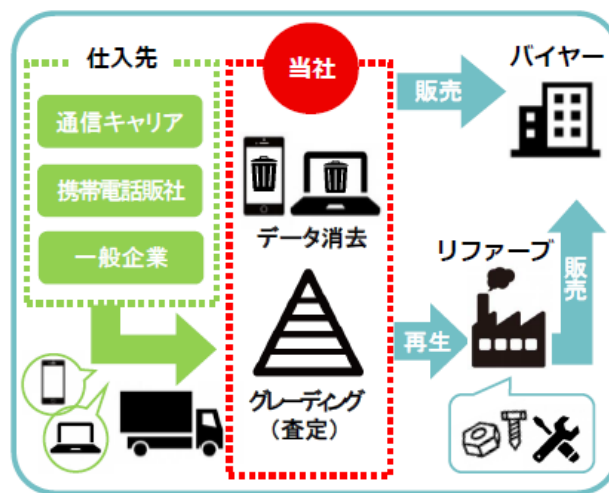 仕入先
通信キャリア
携帯電話販社
一般企業
当社
データ消去
グレーディング
（査定）
販売
バイヤー
再生
リファーブ
販売